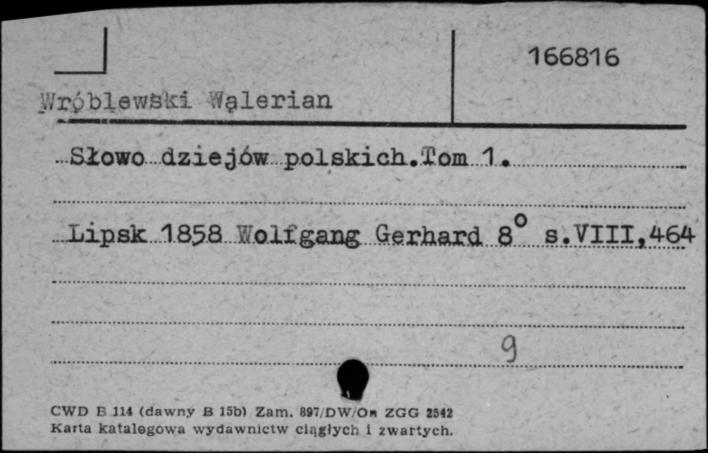 166816
Wróblewski Walerian
Słowo dziejów polskich.Tom 1.
Lipsk 1858 Wolfgang Gerhard 8° s.VIII,464
9
CWD B 114 (dawny B 15b) Zam. 897/DW/Om ZGG 2542
Karta katalogowa wydawnictw ciągłych i zwartych.